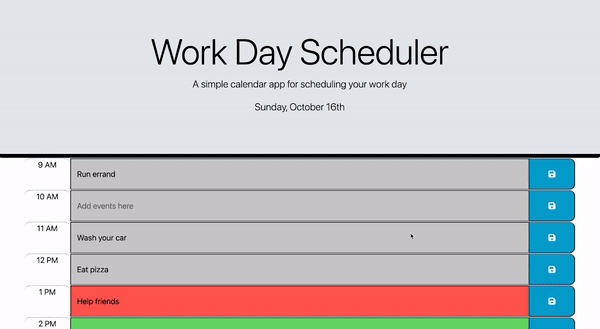 Work Day Scheduler
A simple calendar app for scheduling your work day
Sunday, October 16th
9 AM
Run errand
10 AM
Add events here
11 AM
Wash your car
12 PM
Eat pizza
1 PM
Help friends
2 PM